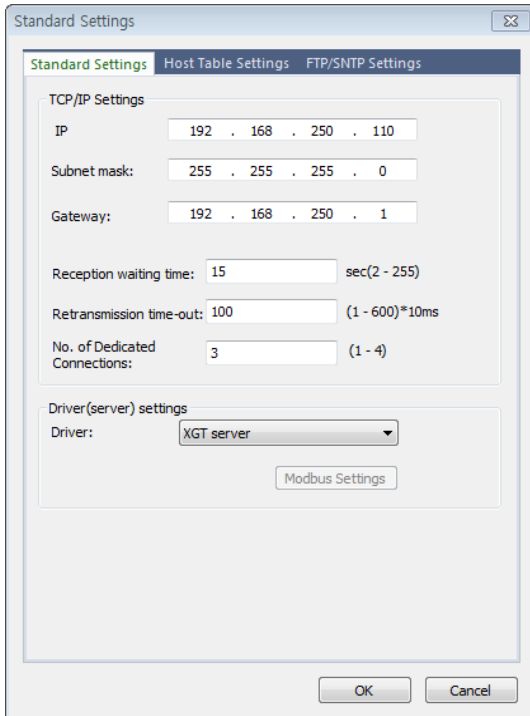 Standard Settings
Standard Settings Host Table Settings FTP/SNTP Settings
TCP/IP Settings
IP 192 . 168 . 250 . 110
Subnet mask: 255 . 255 . 255 . 0
Gateway: 192 . 168 . 250 . 1
Reception waiting time: 15 sec(2 - 255)
Retransmission time-out: 100 (1 - 600)*10ms
No. of Dedicated
Connections: 3 (1 - 4)
Driver(server) settings
Driver: XGT server
Modbus Settings
OK Cancel